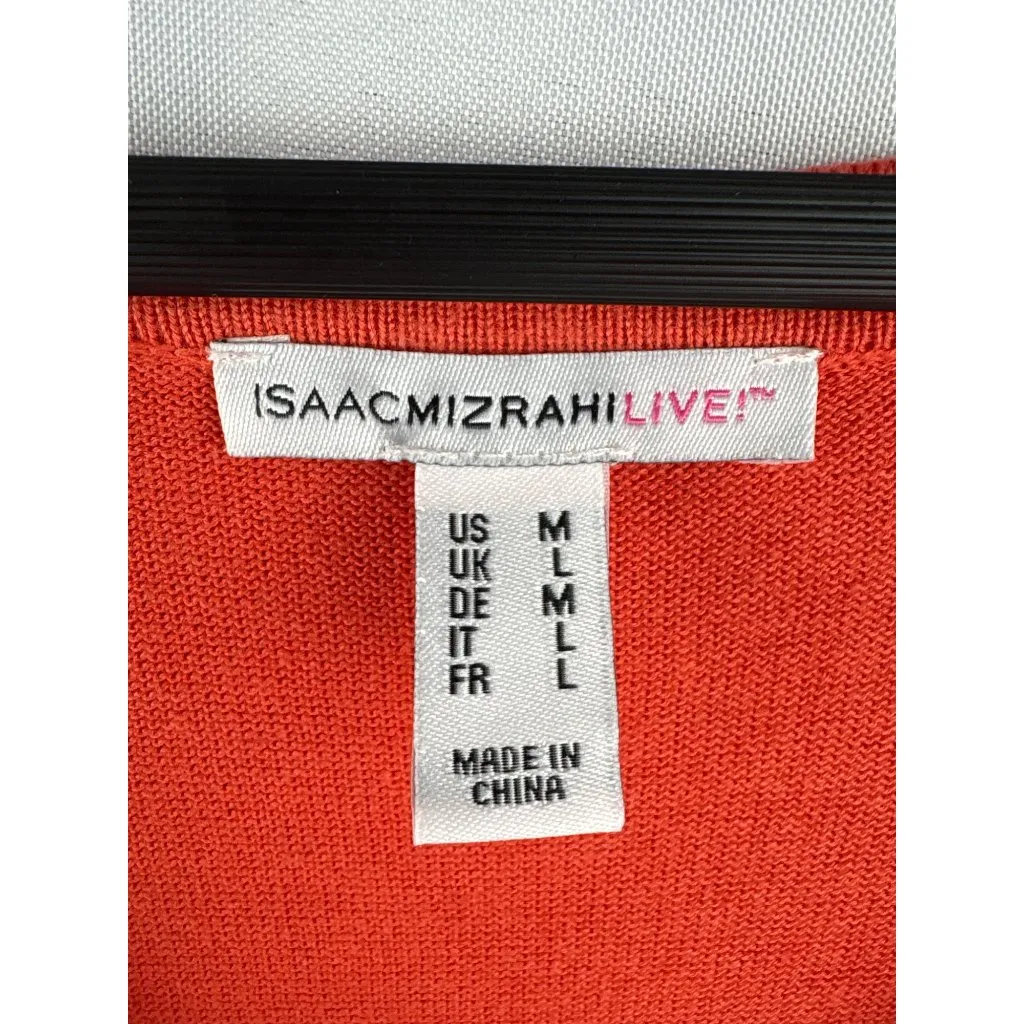 ISAACMIZRAHILIVE!™
US M
UK L
DE M
IT L
FR L
MADE IN
CHINA